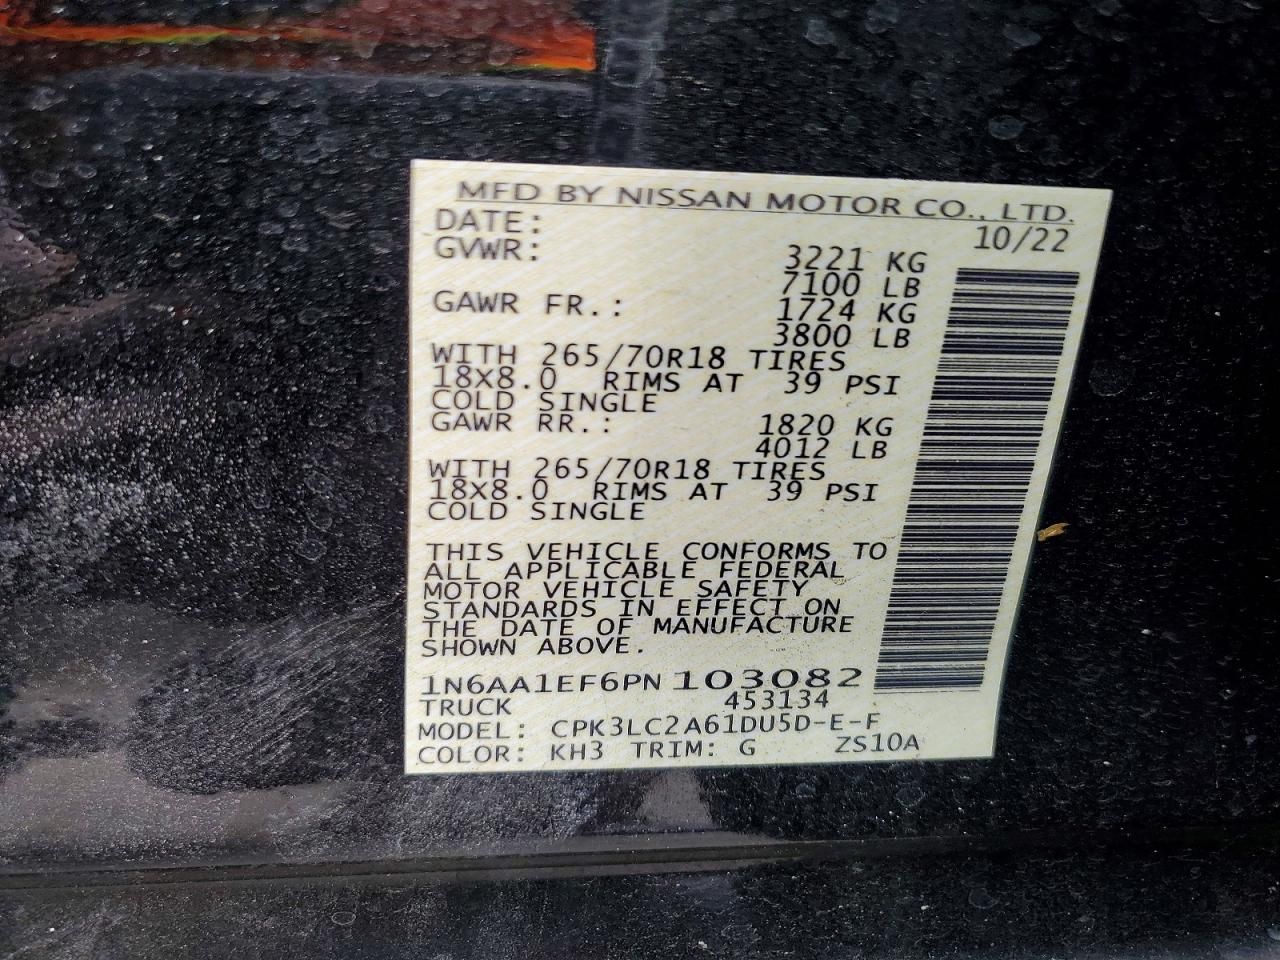 MFD BY NISSAN MOTOR CO., LTD.
DATE: 10/22
GVWR: 3221 KG
7100 LB
GAWR FR.: 1724 KG
3800 LB
WITH 265/70R18 TIRES
18X8.0 RIMS AT 39 PSI
COLD SINGLE
GAWR RR.: 1820 KG
4012 LB
WITH 265/70R18 TIRES
18X8.0 RIMS AT 39 PSI
COLD SINGLE
THIS VEHICLE CONFORMS TO
ALL APPLICABLE FEDERAL
MOTOR VEHICLE SAFETY
STANDARDS IN EFFECT ON
THE DATE OF MANUFACTURE
SHOWN ABOVE.
1N6AA1EF6PN103082
TRUCK 453134
MODEL: CPK3LC2A61DU5D-E-F
COLOR: KH3 TRIM: G ZS10A